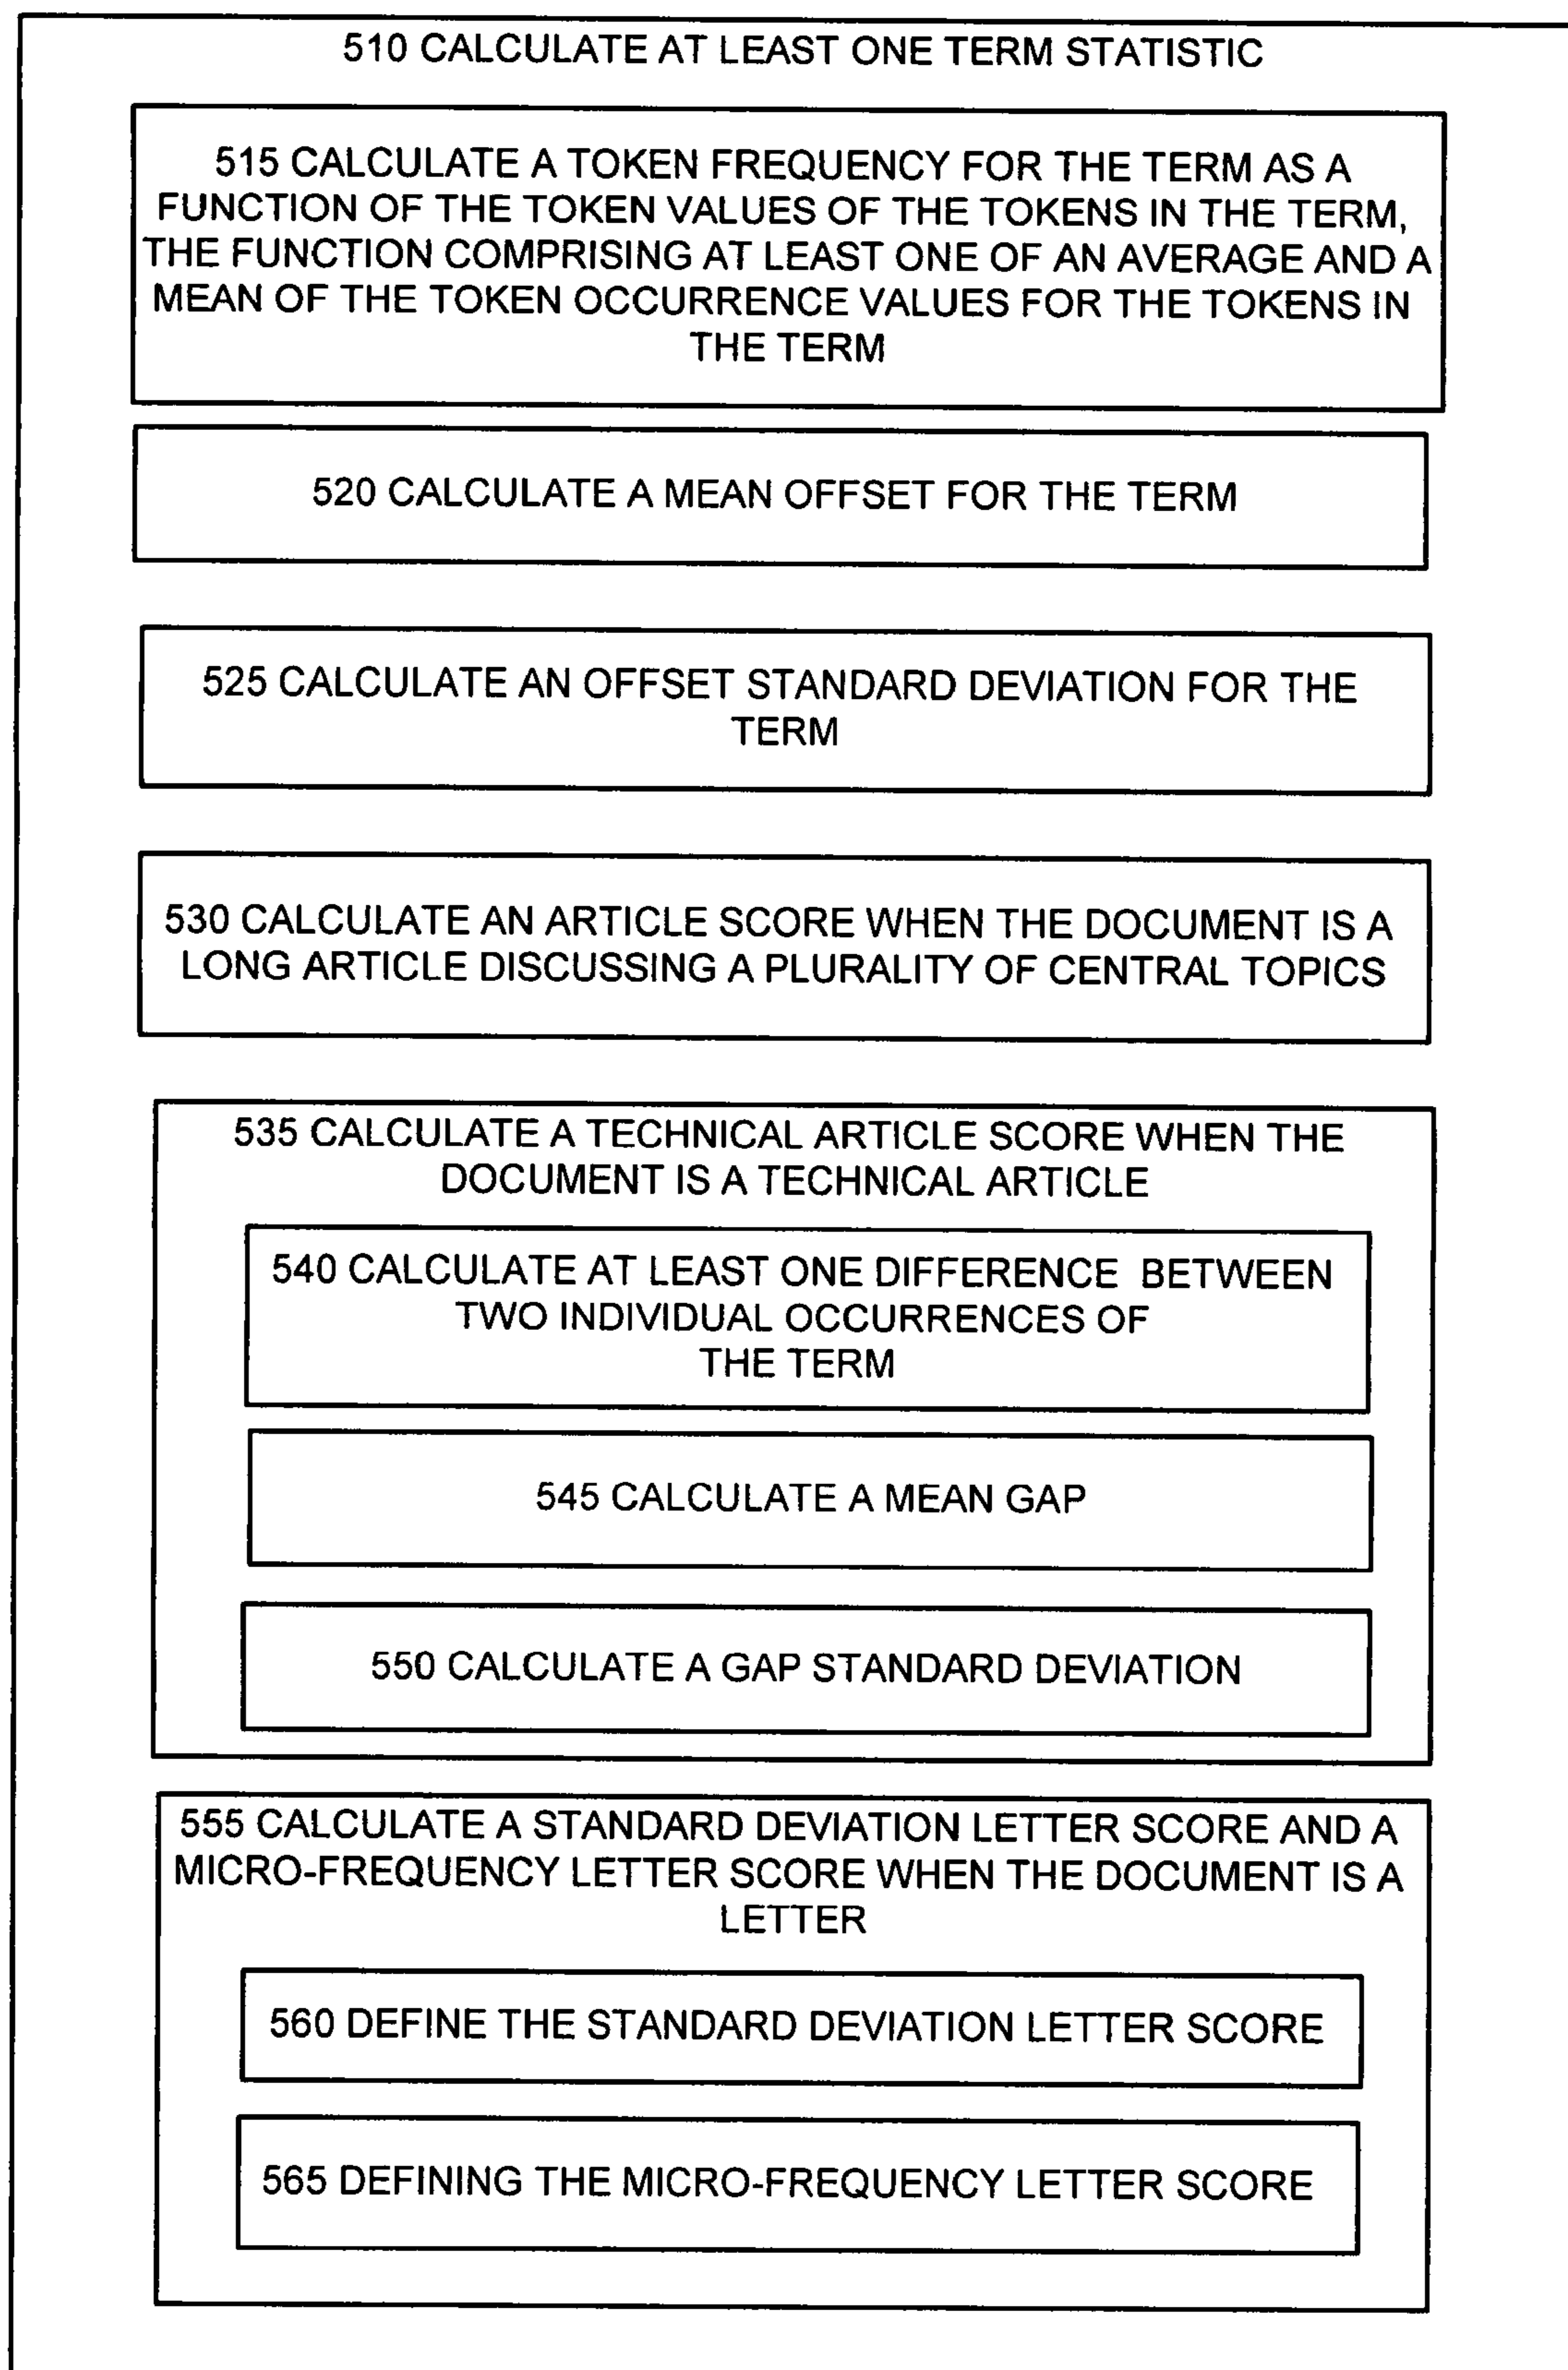 510 CALCULATE AT LEAST ONE TERM STATISTIC
515 CALCULATE A TOKEN FREQUENCY FOR THE TERM AS A
FUNCTION OF THE TOKEN VALUES OF THE TOKENS IN THE TERM,
THE FUNCTION COMPRISING AT LEAST ONE OF AN AVERAGE AND A
MEAN OF THE TOKEN OCCURRENCE VALUES FOR THE TOKENS IN
THE TERM
520 CALCULATE A MEAN OFFSET FOR THE TERM
525 CALCULATE AN OFFSET STANDARD DEVIATION FOR THE
TERM
530 CALCULATE AN ARTICLE SCORE WHEN THE DOCUMENT IS A
LONG ARTICLE DISCUSSING A PLURALITY OF CENTRAL TOPICS
535 CALCULATE A TECHNICAL ARTICLE SCORE WHEN THE
DOCUMENT IS A TECHNICAL ARTICLE
540 CALCULATE AT LEAST ONE DIFFERENCE BETWEEN
TWO INDIVIDUAL OCCURRENCES OF
THE TERM
545 CALCULATE A MEAN GAP
550 CALCULATE A GAP STANDARD DEVIATION
555 CALCULATE A STANDARD DEVIATION LETTER SCORE AND A
MICRO-FREQUENCY LETTER SCORE WHEN THE DOCUMENT IS A
LETTER
560 DEFINE THE STANDARD DEVIATION LETTER SCORE
565 DEFINING THE MICRO-FREQUENCY LETTER SCORE